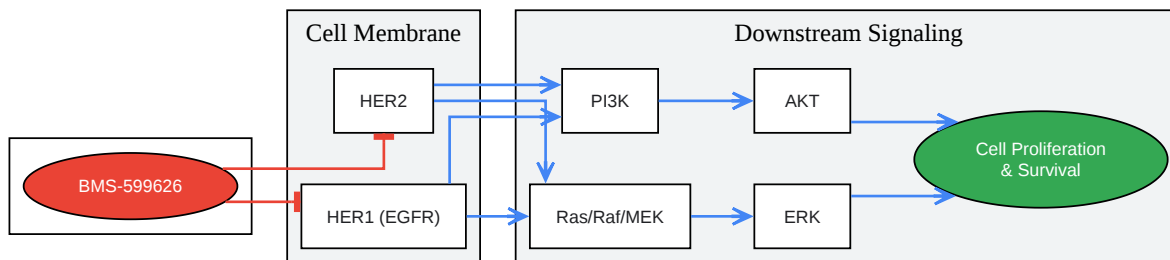 Cell Membrane
Downstream Signaling
HER2
PI3K
AKT
Cell Proliferation
& Survival
BMS-599626
HER1 (EGFR)
Ras/Raf/MEK
ERK